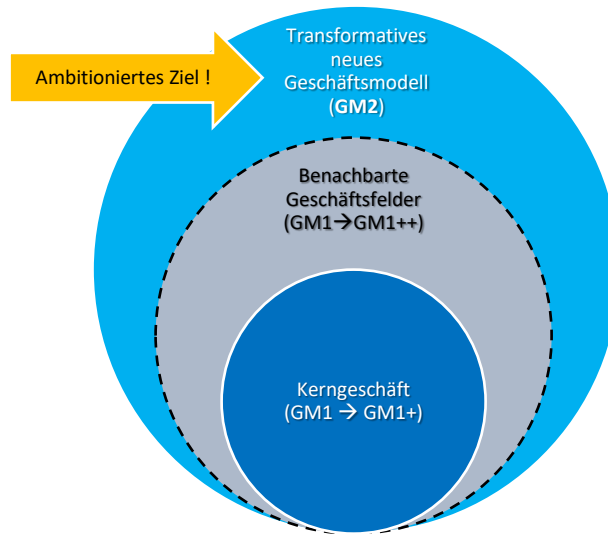 Ambitioniertes Ziel !
Transformatives
neues
Geschäftsmodell
(GM2)
Benachbarte
Geschäftsfelder
(GM1→GM1++)
Kerngeschäft
(GM1 → GM1+)